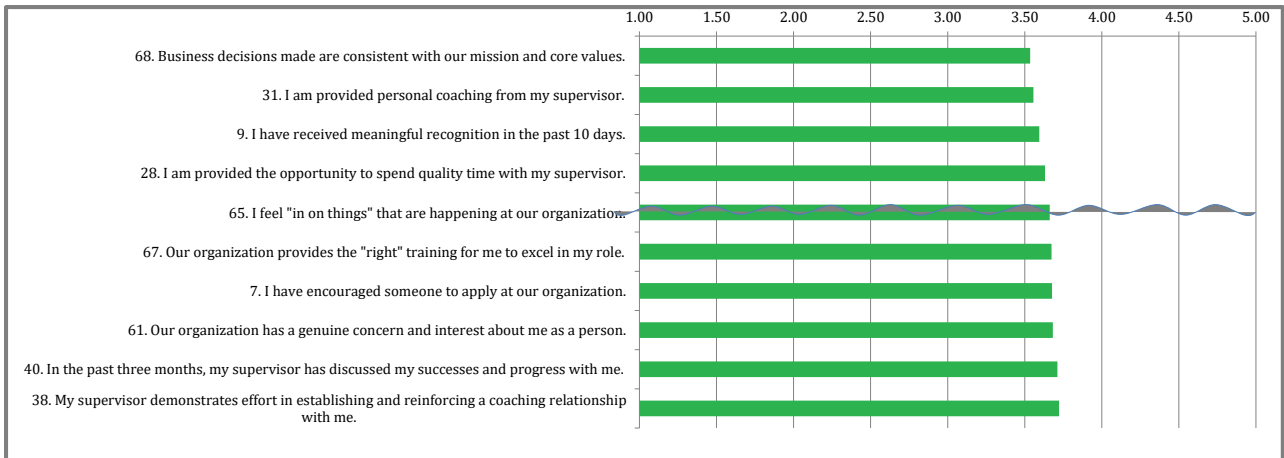 1.00 1.50 2.00 2.50 3.00 3.50 4.00 4.50 5.00
68. Business decisions made are consistent with our mission and core values.
31. I am provided personal coaching from my supervisor.
9. I have received meaningful recognition in the past 10 days.
28. I am provided the opportunity to spend quality time with my supervisor.
65. I feel "in on things" that are happening at our organization.
67. Our organization provides the "right" training for me to excel in my role.
7. I have encouraged someone to apply at our organization.
61. Our organization has a genuine concern and interest about me as a person.
40. In the past three months, my supervisor has discussed my successes and progress with me.
38. My supervisor demonstrates effort in establishing and reinforcing a coaching relationship
with me.